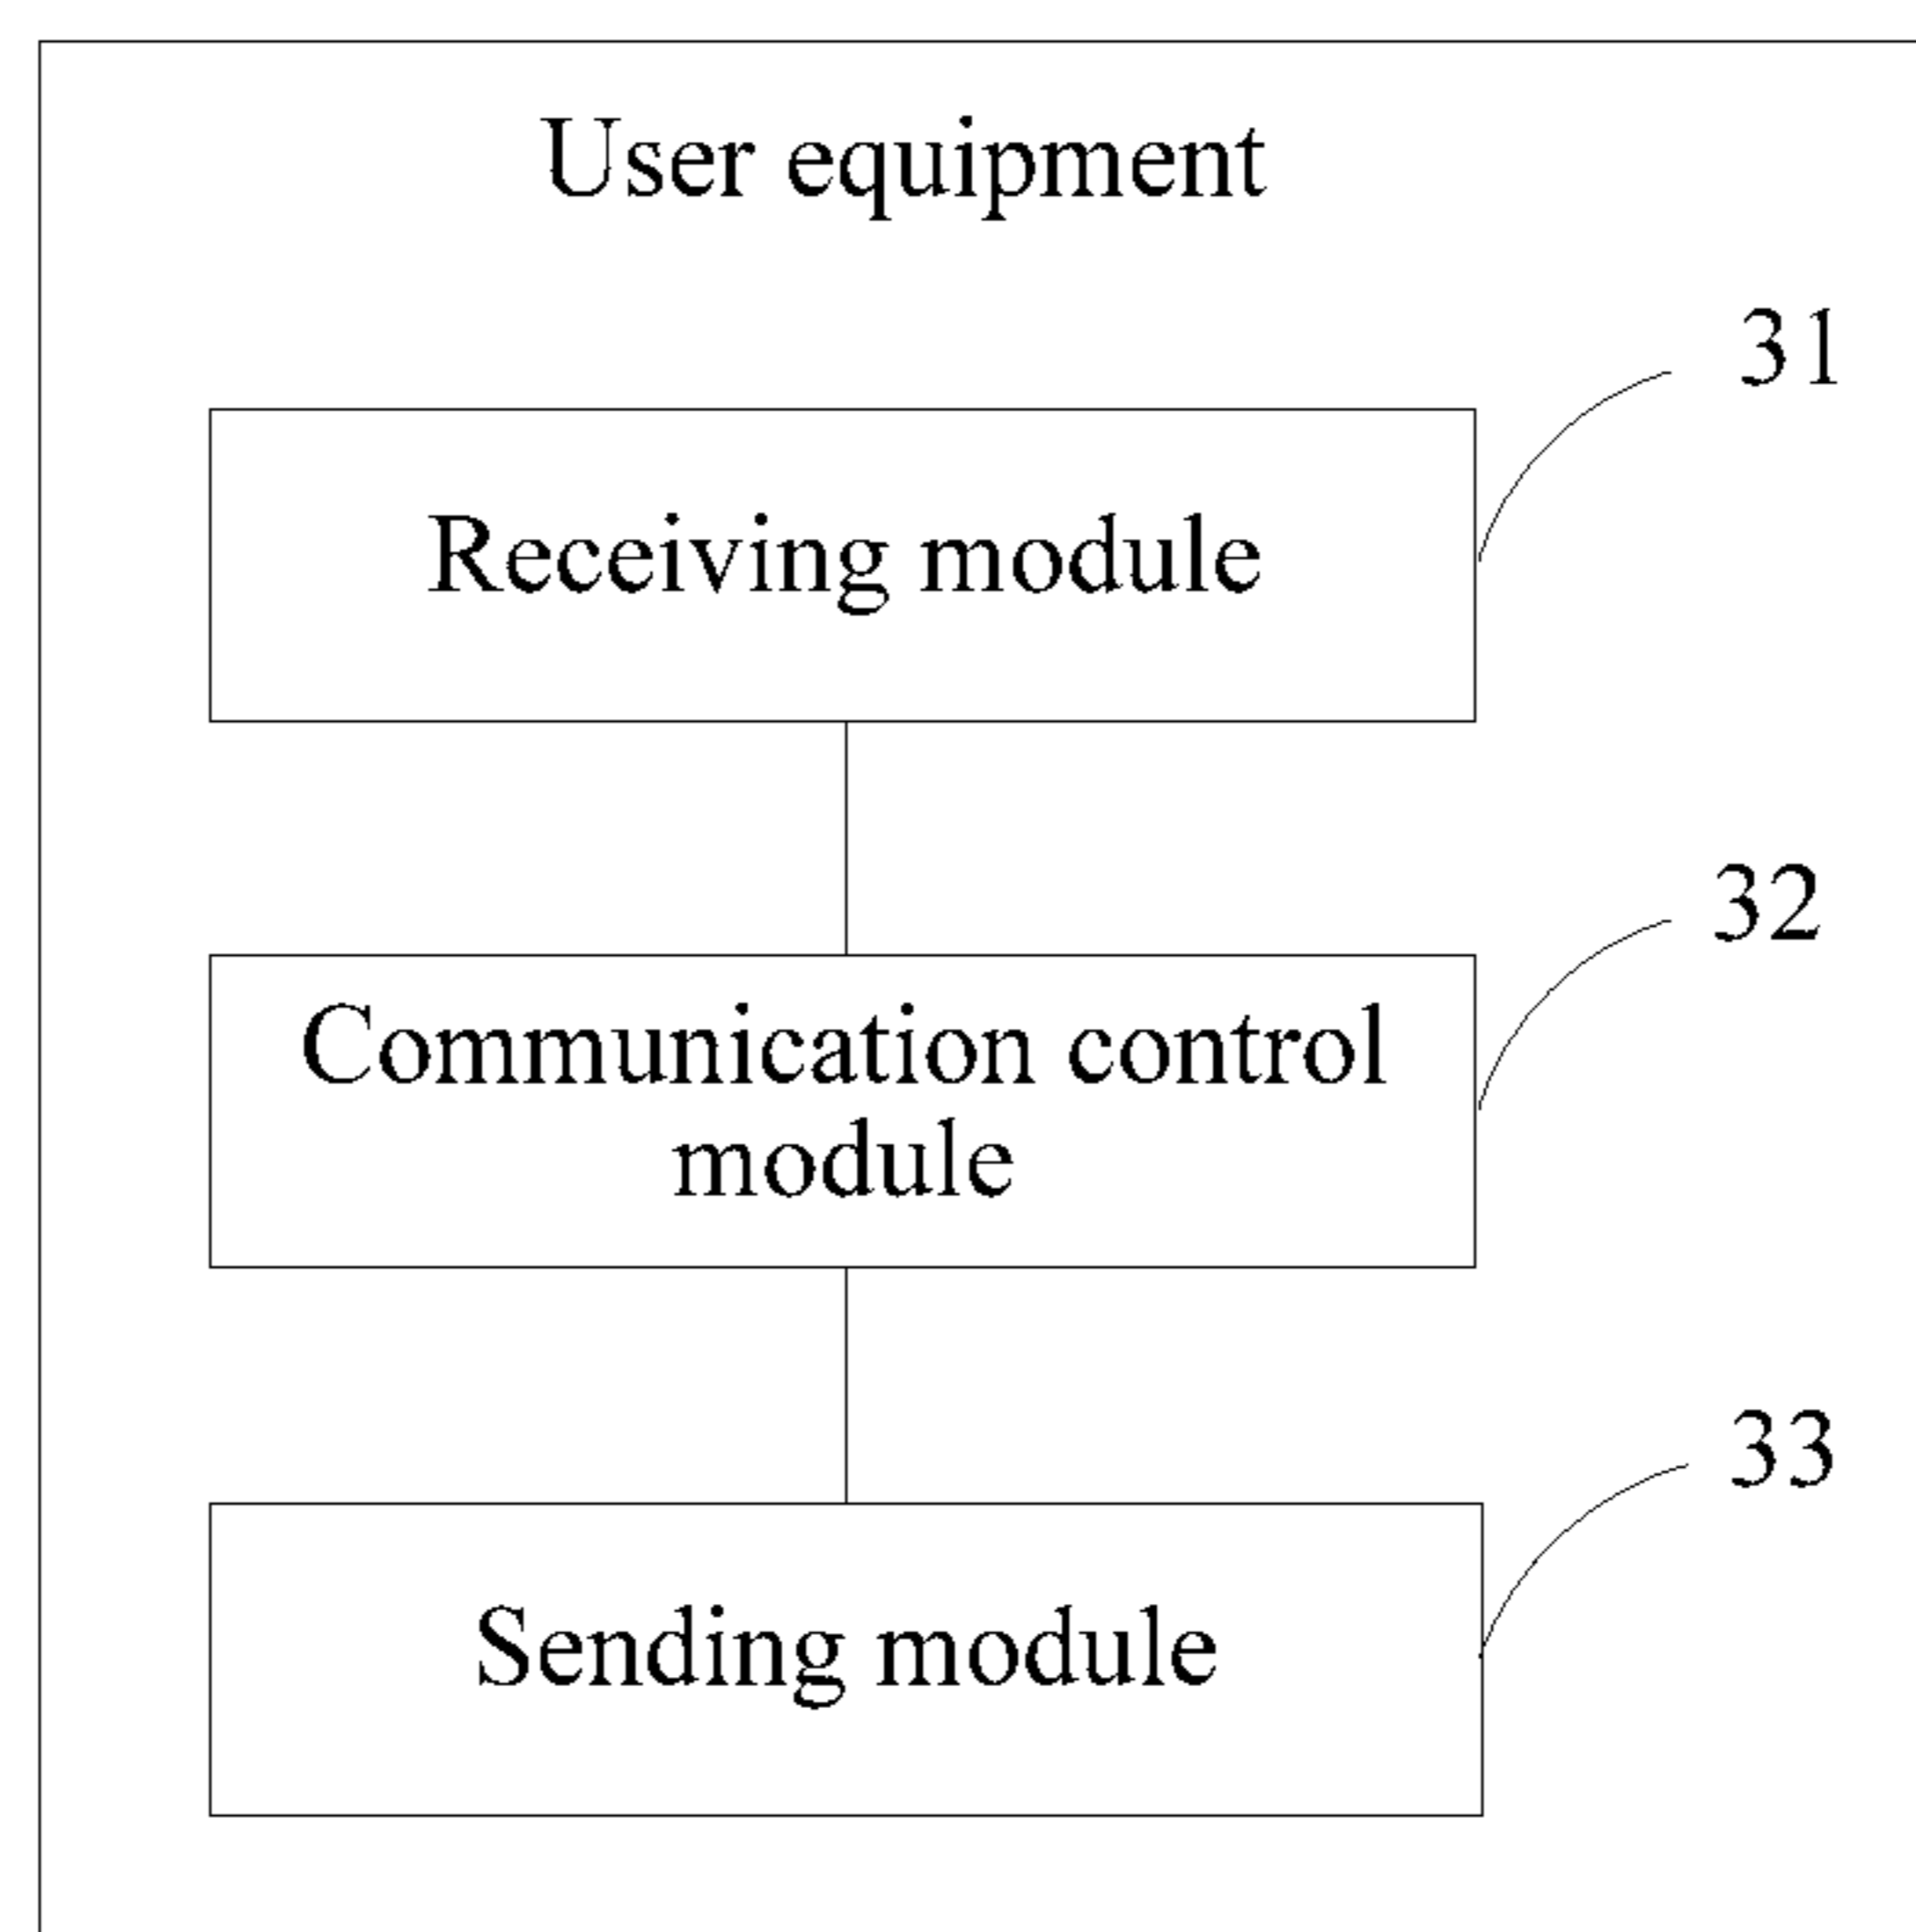 User equipment
31
Receiving module
32
Communication control
module
33
Sending module